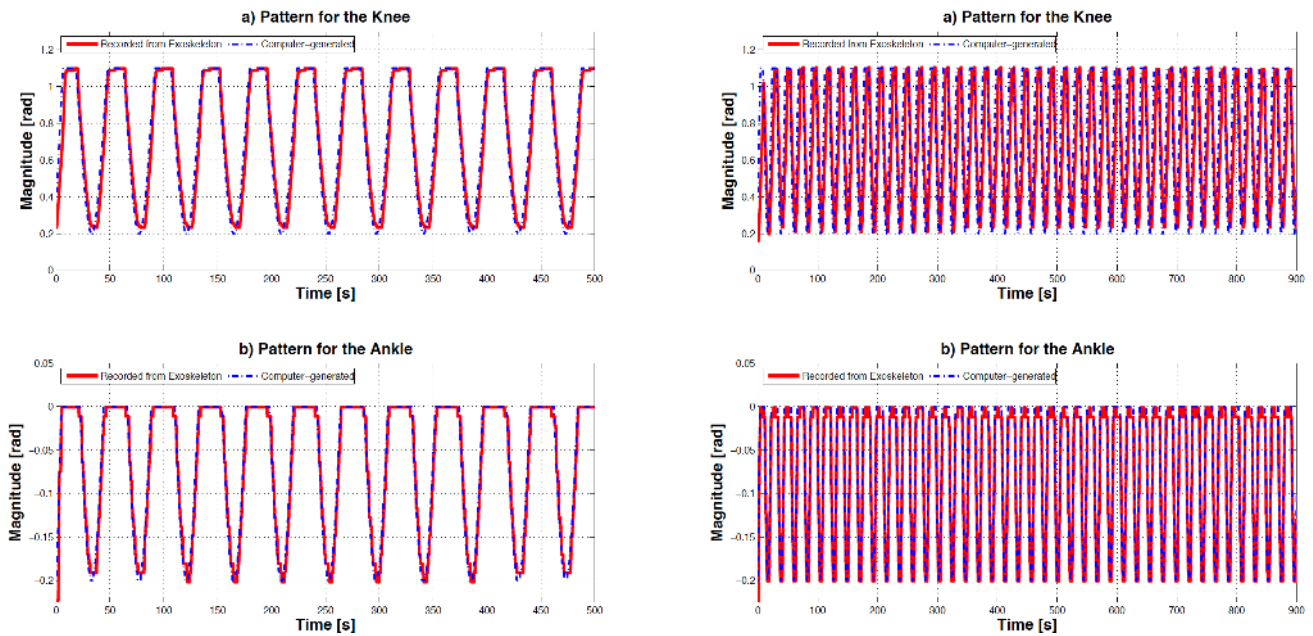 a) Pattern for the Knee
Recorded from Exoskeleton Computer-generated
1.2
1
0.8
0.6
0.4
0.2
0
Magnitude [rad]
0 50 100 150 200 250 300 350 400 450 500
Time [s]
a) Pattern for the Knee
Recorded from Exoskeleton Computer-generated
1.2
1
0.8
0.6
0.4
0.2
0
Magnitude [rad]
0 100 200 300 400 500 600 700 800 900
Time [s]
b) Pattern for the Ankle
0.05
Recorded from Exoskeleton Computer-generated
0
-0.05
-0.1
-0.15
-0.2
Magnitude [rad]
0 50 100 150 200 250 300 350 400 450 500
Time [s]
b) Pattern for the Ankle
0.05
Recorded from Exoskeleton Computer-generated
0
-0.05
-0.1
-0.15
-0.2
Magnitude [rad]
0 100 200 300 400 500 600 700 800 900
Time [s]